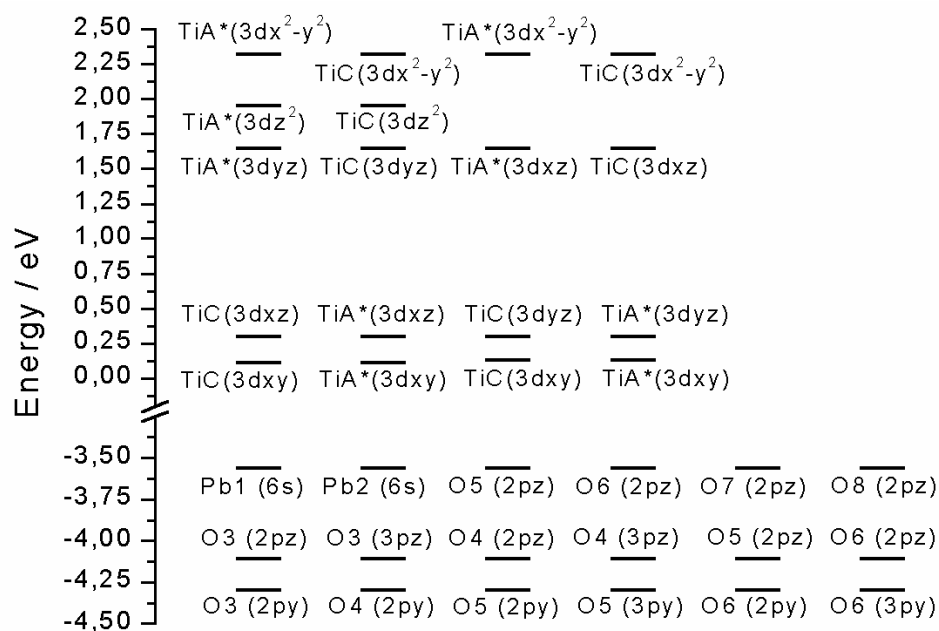 2,50
TiA*(3dx²-y²) TiA*(3dx²-y²)
2,25
TiC(3dx²-y²) TiC(3dx²-y²)
2,00
TiA*(3dz²) TiC(3dz²)
1,75
1,50 TiA*(3dyz) TiC(3dyz) TiA*(3dxz) TiC(3dxz)
1,25
1,00
0,75
0,50
TiC(3dxz) TiA*(3dxz) TiC(3dyz) TiA*(3dyz)
0,25
0,00 TiC(3dxy) TiA*(3dxy) TiC(3dxy) TiA*(3dxy)
Energy / eV
-3,50
Pb1 (6s) Pb2 (6s) O5 (2pz) O6 (2pz) O7 (2pz) O8 (2pz)
-3,75
-4,00 O3 (2pz) O3 (3pz) O4 (2pz) O4 (3pz) O5 (2pz) O6 (2pz)
-4,25
O3 (2py) O4 (2py) O5 (2py) O5 (3py) O6 (2py) O6 (3py)
-4,50